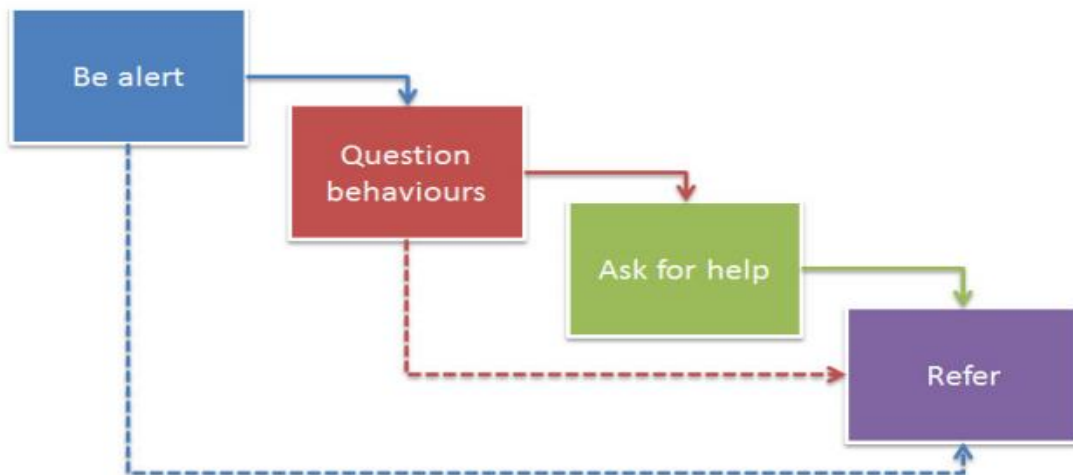 Be alert
Question
behaviours
Ask for help
Refer